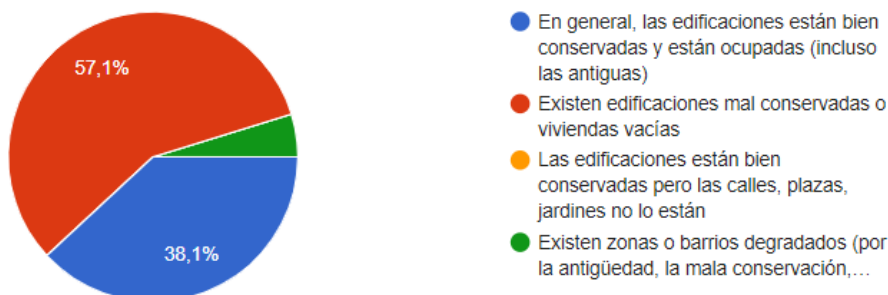 57,1%
38,1%
En general, las edificaciones están bien
conservadas y están ocupadas (incluso
las antiguas)
Existen edificaciones mal conservadas o
viviendas vacías
Las edificaciones están bien
conservadas pero las calles, plazas,
jardines no lo están
Existen zonas o barrios degradados (por
la antigüedad, la mala conservación,...